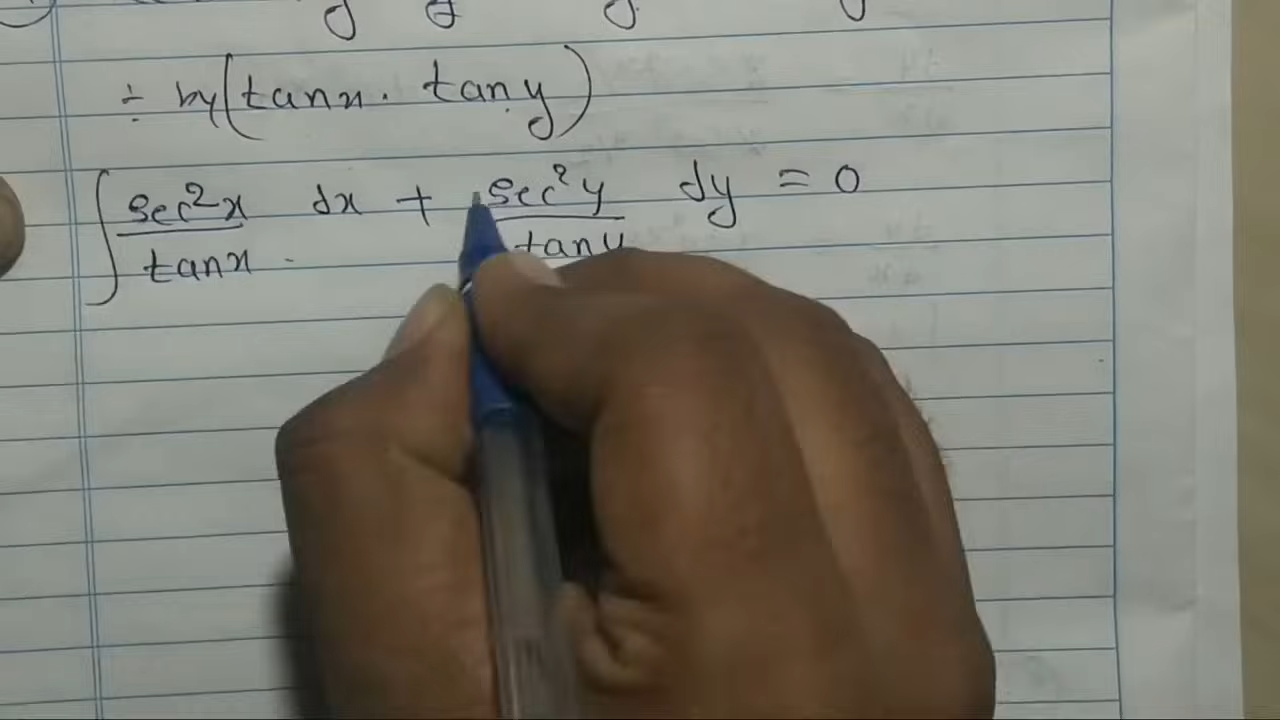 ÷ by (tanx . tany)
∫ sec²x/tanx dx + sec²y/tany dy = 0